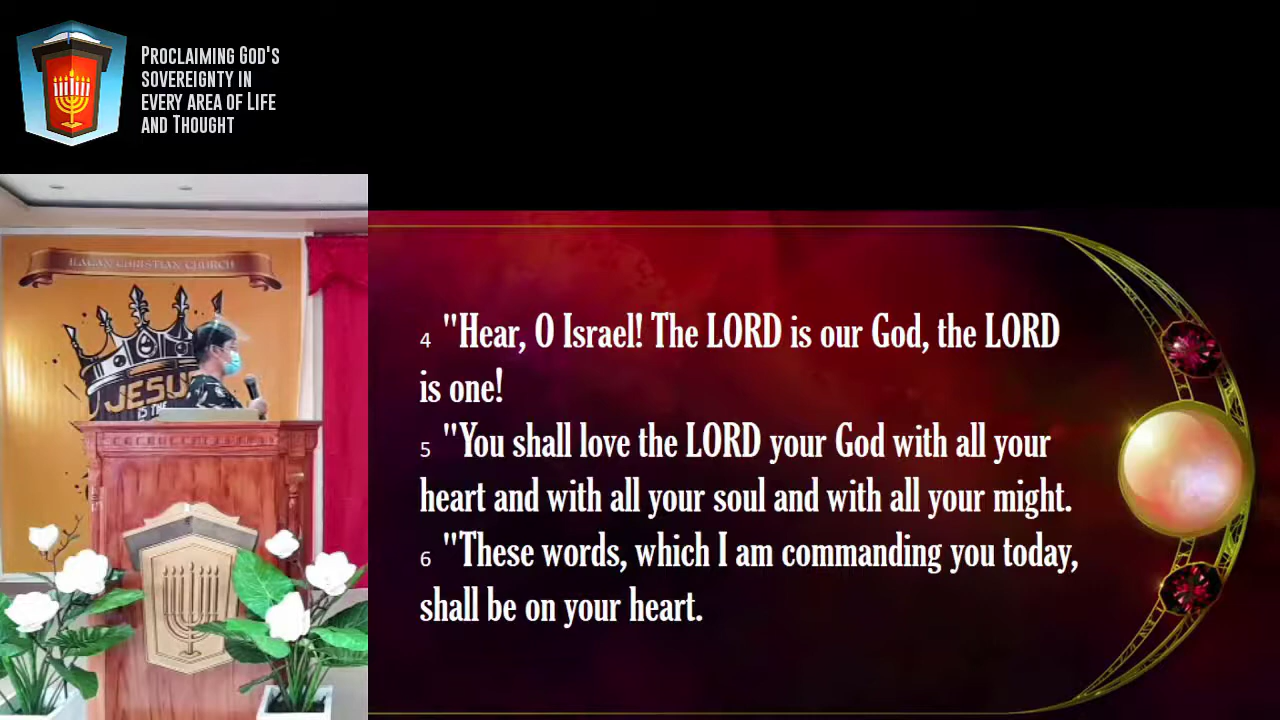 PROCLAIMING GOD'S
SOVEREIGNTY IN
EVERY AREA OF LIFE
AND THOUGHT
ILAGAN CHRISTIAN CHURCH
JESUS
IS THE
4 "Hear, O Israel! The LORD is our God, the LORD
is one!
5 "You shall love the LORD your God with all your
heart and with all your soul and with all your might.
6 "These words, which I am commanding you today,
shall be on your heart.